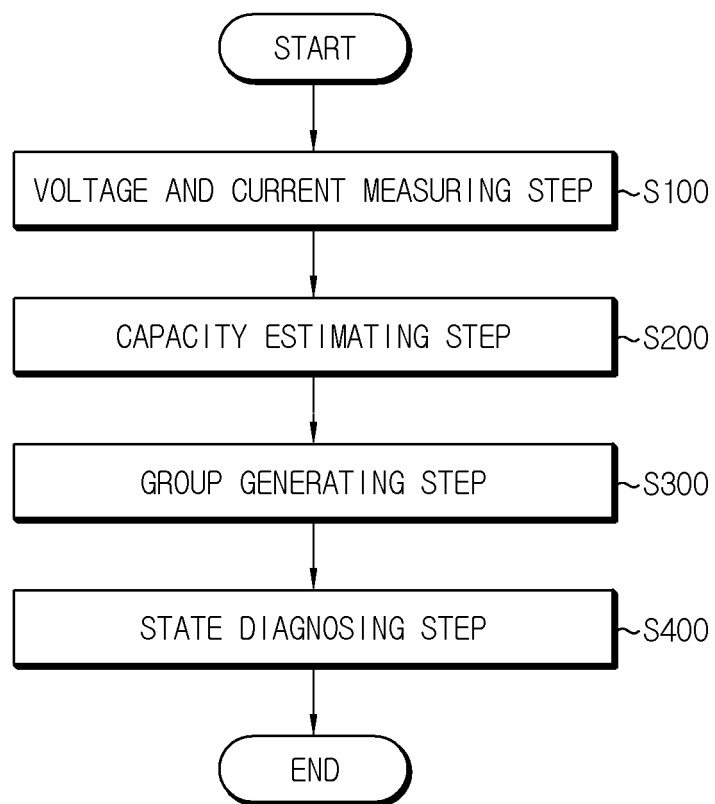 START
VOLTAGE AND CURRENT MEASURING STEP
S100
CAPACITY ESTIMATING STEP
S200
GROUP GENERATING STEP
S300
STATE DIAGNOSING STEP
S400
END